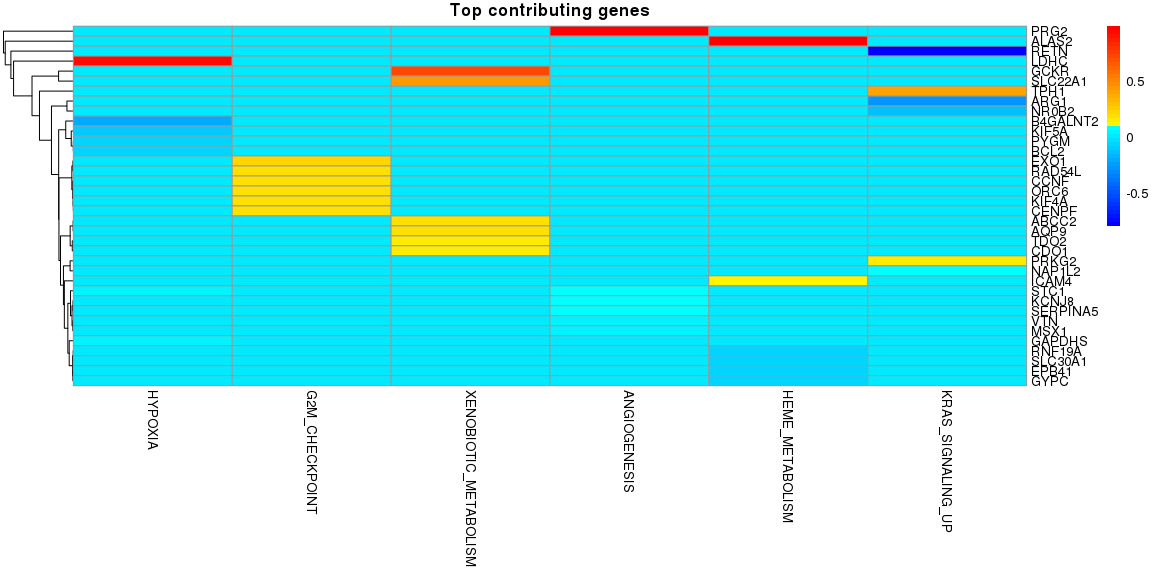 Top contributing genes
PRG2
ALAS2
RETN
LDHC
GCKR
SLC22A1
TPH1
ARG1
NR0B2
B4GALNT2
KIF5A
PYGM
BCL2
EXO1
RAD54L
CCNF
ORC6
KIF4A
CENPF
ABCC2
AQP9
TDO2
CDO1
PRKG2
NAP1L2
ICAM4
STC1
KCNJ8
SERPINA5
VTN
MSX1
GAPDHS
RNF19A
SLC30A1
EPB41
GYPC
0.5
0
-0.5
HYPOXIA
G2M_CHECKPOINT
XENOBIOTIC_METABOLISM
ANGIOGENESIS
HEME_METABOLISM
KRAS_SIGNALING_UP